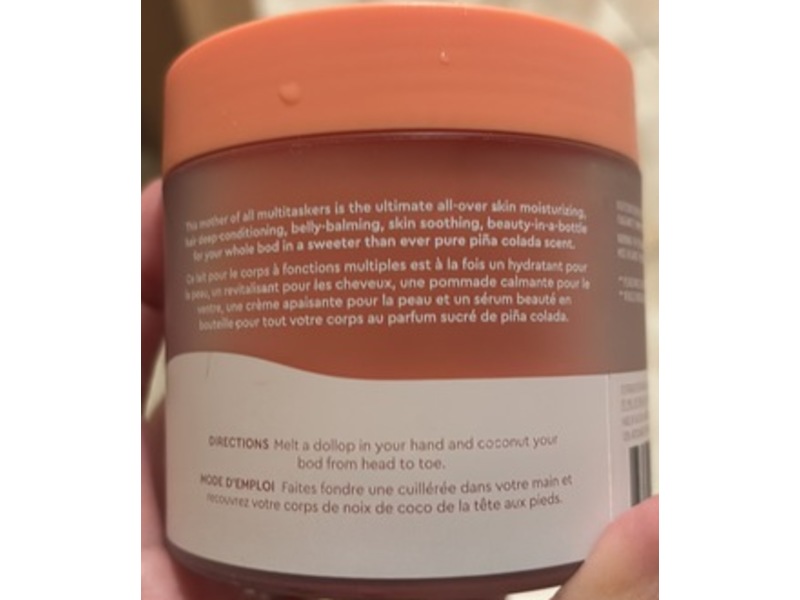 The mother of all multitaskers is the ultimate all-over skin moisturizing,
hair deep-conditioning, belly-balming, skin soothing, beauty-in-a-bottle
for your whole bod in a sweeter than ever pure piña colada scent.
Ce lait pour le corps à fonctions multiples est à la fois un hydratant pour
la peau, un revitalisant pour les cheveux, une pommade calmante pour le
ventre, une crème apaisante pour la peau et un sérum beauté en
bouteille pour tout votre corps au parfum sucré de piña colada.
DIRECTIONS Melt a dollop in your hand and coconut your
bod from head to toe.
MODE D'EMPLOI Faites fondre une cuillérée dans votre main et
recouvrez votre corps de noix de coco de la tête aux pieds.